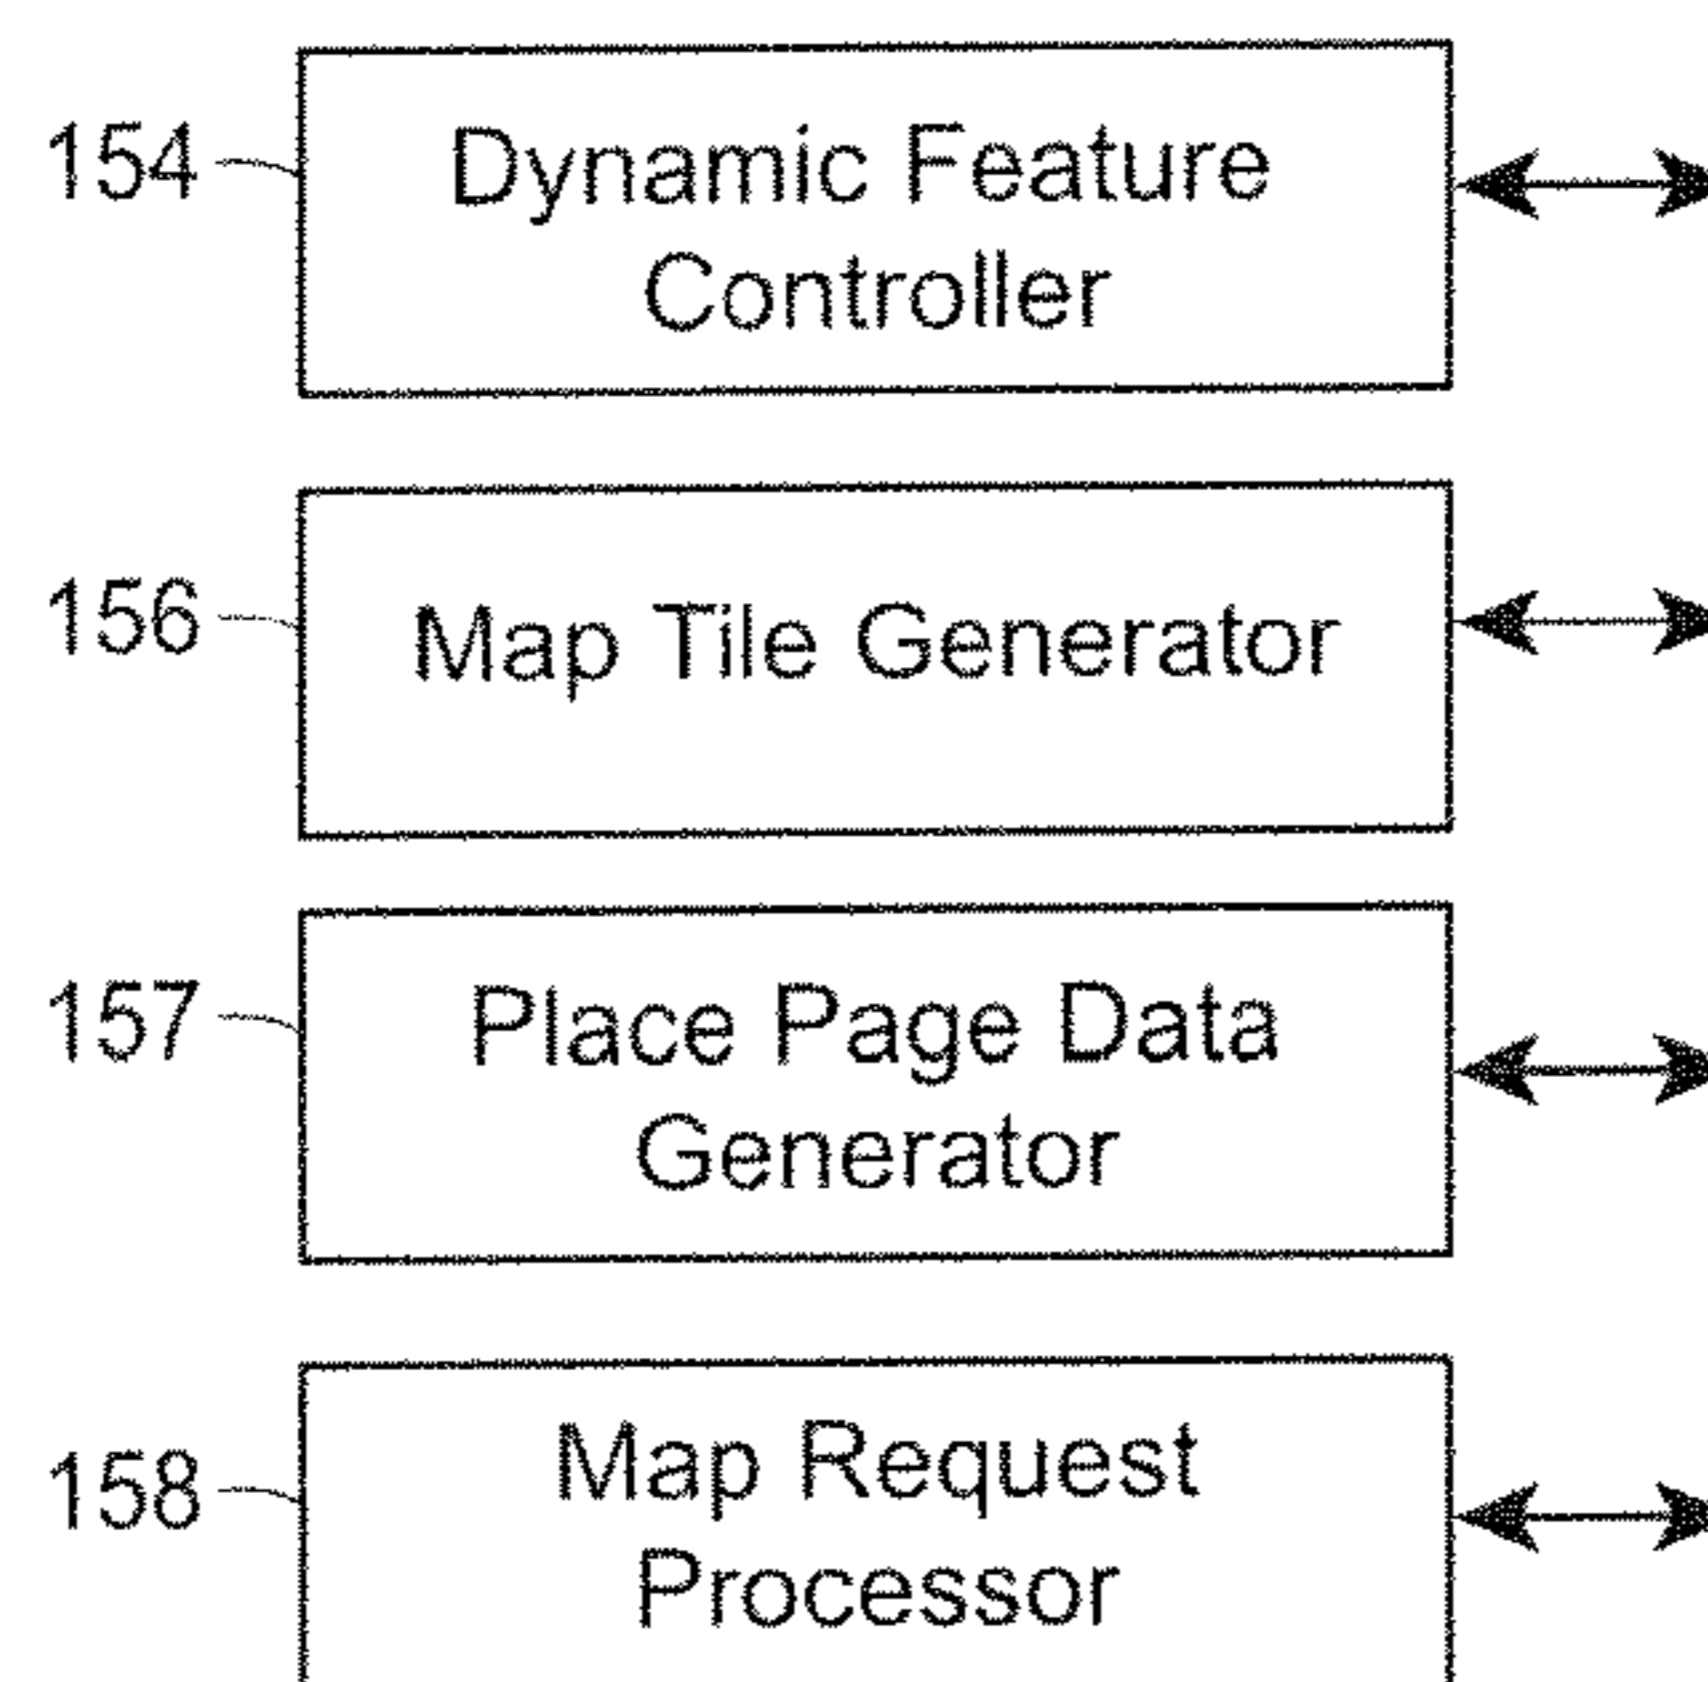 154
Dynamic Feature
Controller
156
Map Tile Generator
157
Place Page Data
Generator
158
Map Request
Processor